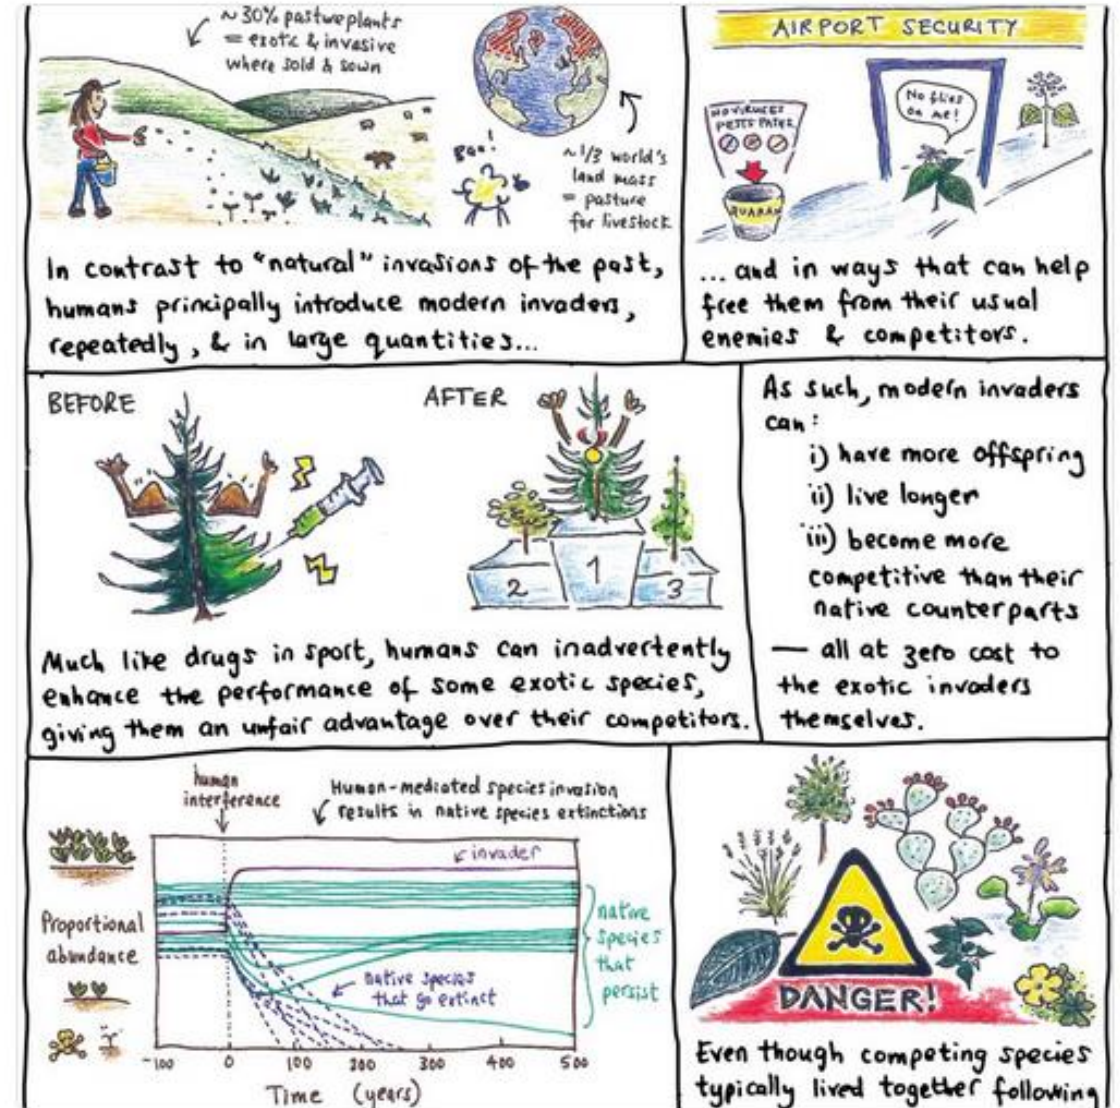 ~30% pasture plants
= exotic & invasive
where sold & sown
Baa!
~1/3 world's
land mass
= pasture
for livestock
In contrast to "natural" invasions of the past,
humans principally introduce modern invaders,
repeatedly, & in large quantities...
AIRPORT SECURITY
NO VIRUSES
PESTS
QUARAN
No flies
on me!
...and in ways that can help
free them from their usual
enemies & competitors.
BEFORE
AFTER
2
1
3
Much like drugs in sport, humans can inadvertently
enhance the performance of some exotic species,
giving them an unfair advantage over their competitors.
As such, modern invaders
can:
i) have more offspring
ii) live longer
iii) become more
competitive than their
native counterparts
— all at zero cost to
the exotic invaders
themselves.
human
interference
Human-mediated species invasion
results in native species extinctions
invader
Proportional
abundance
native species
that go extinct
native
species
that
persist
-100 0 100 200 300 400 500
Time (years)
DANGER!
Even though competing species
typically lived together following